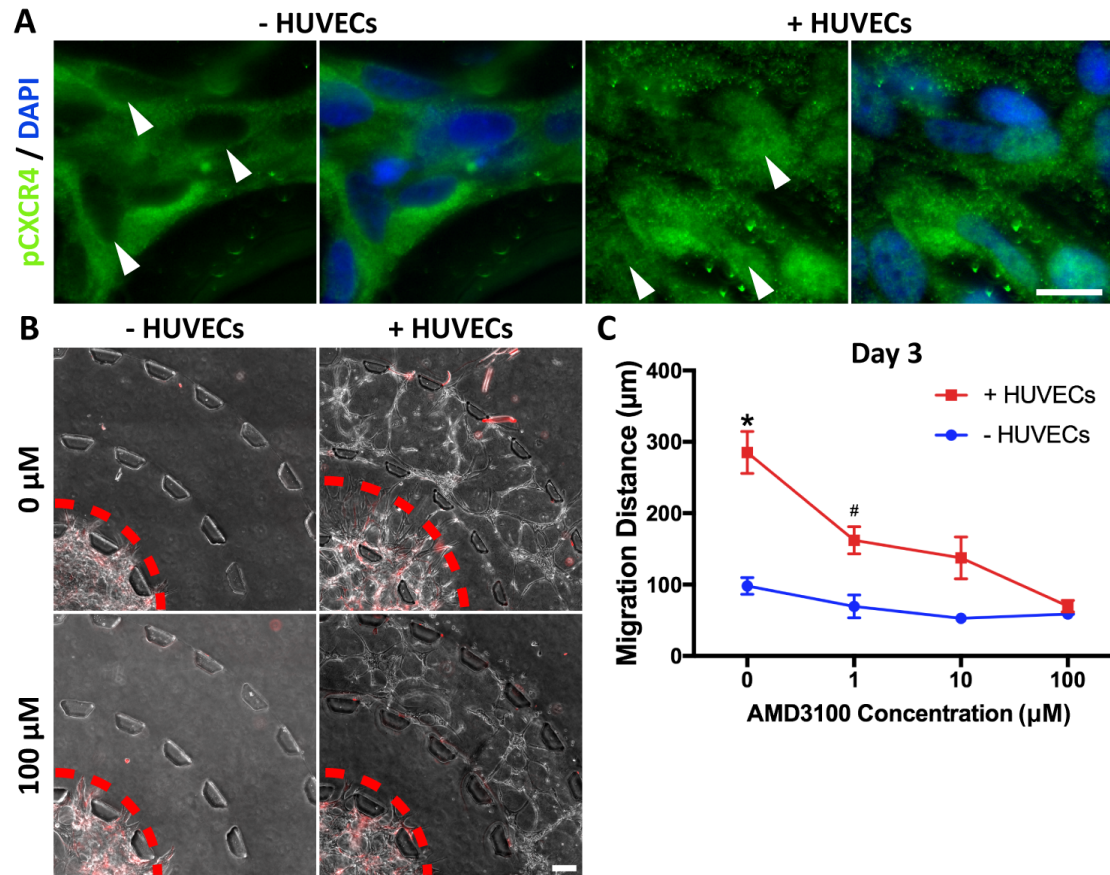 A
- HUVECs
+ HUVECs
pCXCR4 / DAPI
B
- HUVECs
+ HUVECs
0 µM
100 µM
C
Day 3
Migration Distance (µm)
400
300
200
100
0
*
#
+ HUVECs
- HUVECs
0
1
10
100
AMD3100 Concentration (µM)